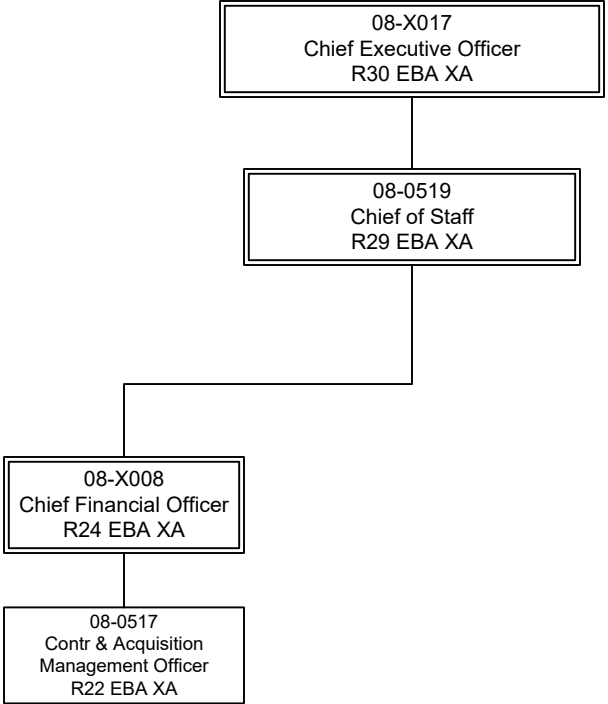 08-X017
Chief Executive Officer
R30 EBA XA
08-0519
Chief of Staff
R29 EBA XA
08-X008
Chief Financial Officer
R24 EBA XA
08-0517
Contr & Acquisition
Management Officer
R22 EBA XA